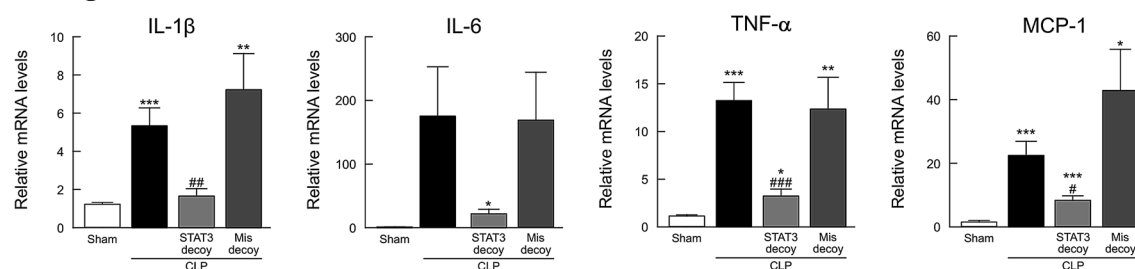 IL-1β
Relative mRNA levels
10
8
6
4
2
0
***
##
**
Sham
STAT3 decoy
Mis decoy
CLP
IL-6
Relative mRNA levels
300
200
100
0
*
Sham
STAT3 decoy
Mis decoy
CLP
TNF-α
Relative mRNA levels
20
15
10
5
0
***
*
###
**
Sham
STAT3 decoy
Mis decoy
CLP
MCP-1
Relative mRNA levels
60
40
20
0
***
***
#
*
Sham
STAT3 decoy
Mis decoy
CLP